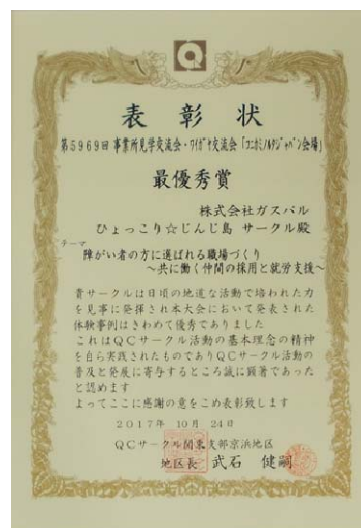 Q
表彰状
第5969回 事業所見学交流会・ワイガヤ交流会「コニカミノルタジャパン会場」
最優秀賞
株式会社ガスパル
ひょっこり☆じんじ島 サークル殿
テーマ
障がい者の方に選ばれる職場づくり
～共に働く仲間の採用と就労支援～
貴サークルは日頃の地道な活動で培われた力
を見事に発揮され本大会において発表された
体験事例はきわめて優秀でありました
これはQCサークル活動の基本理念の精神
を自ら実践されたものでありQCサークル活動の
普及と発展に寄与するところ誠に顕著であった
と認めます
よってここに感謝の意をこめ表彰致します
2017年 10月 24日
QCサークル関東支部京浜地区
地区長 武石 健嗣